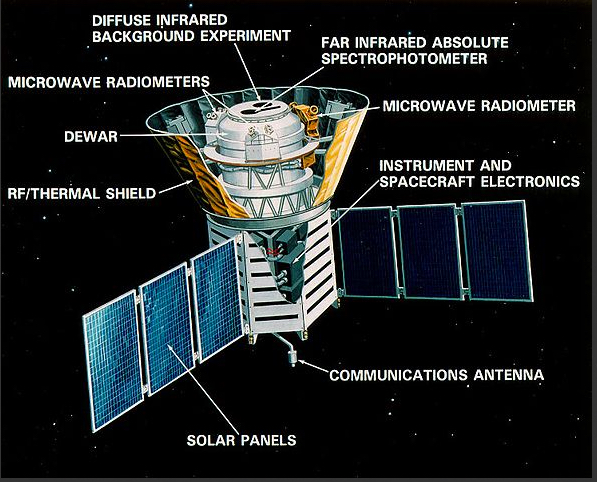 DIFFUSE INFRARED
BACKGROUND EXPERIMENT
FAR INFRARED ABSOLUTE
SPECTROPHOTOMETER
MICROWAVE RADIOMETERS
MICROWAVE RADIOMETER
DEWAR
INSTRUMENT AND
SPACECRAFT ELECTRONICS
RF/THERMAL SHIELD
COMMUNICATIONS ANTENNA
SOLAR PANELS